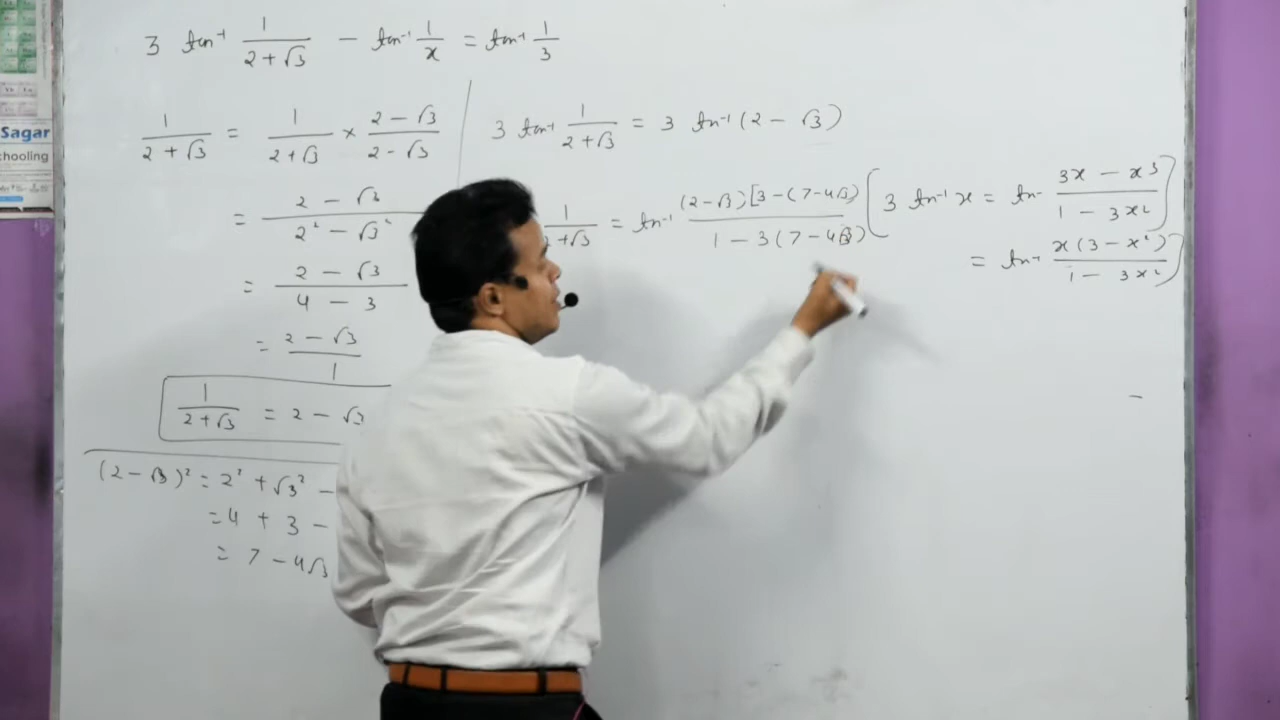 Sagar
chooling
3 tan⁻¹ 1/(2+√3) − tan⁻¹ 1/x = tan⁻¹ 1/3
1/(2+√3) = 1/(2+√3) × (2−√3)/(2−√3)
= (2−√3)/(2²−√3²)
= (2−√3)/(4−3)
= (2−√3)/1
1/(2+√3) = 2−√3
(2−√3)² = 2² + √3² −
= 4 + 3 −
= 7 − 4√3
3 tan⁻¹ 1/(2+√3) = 3 tan⁻¹ (2−√3)
1/(2+√3) = tan⁻¹ (2−√3)[3−(7−4√3)/(1−3(7−4√3))
(3 tan⁻¹ x = tan⁻ (3x−x³)/(1−3x²))
= tan⁻¹ x(3−x²)/(1−3x²))